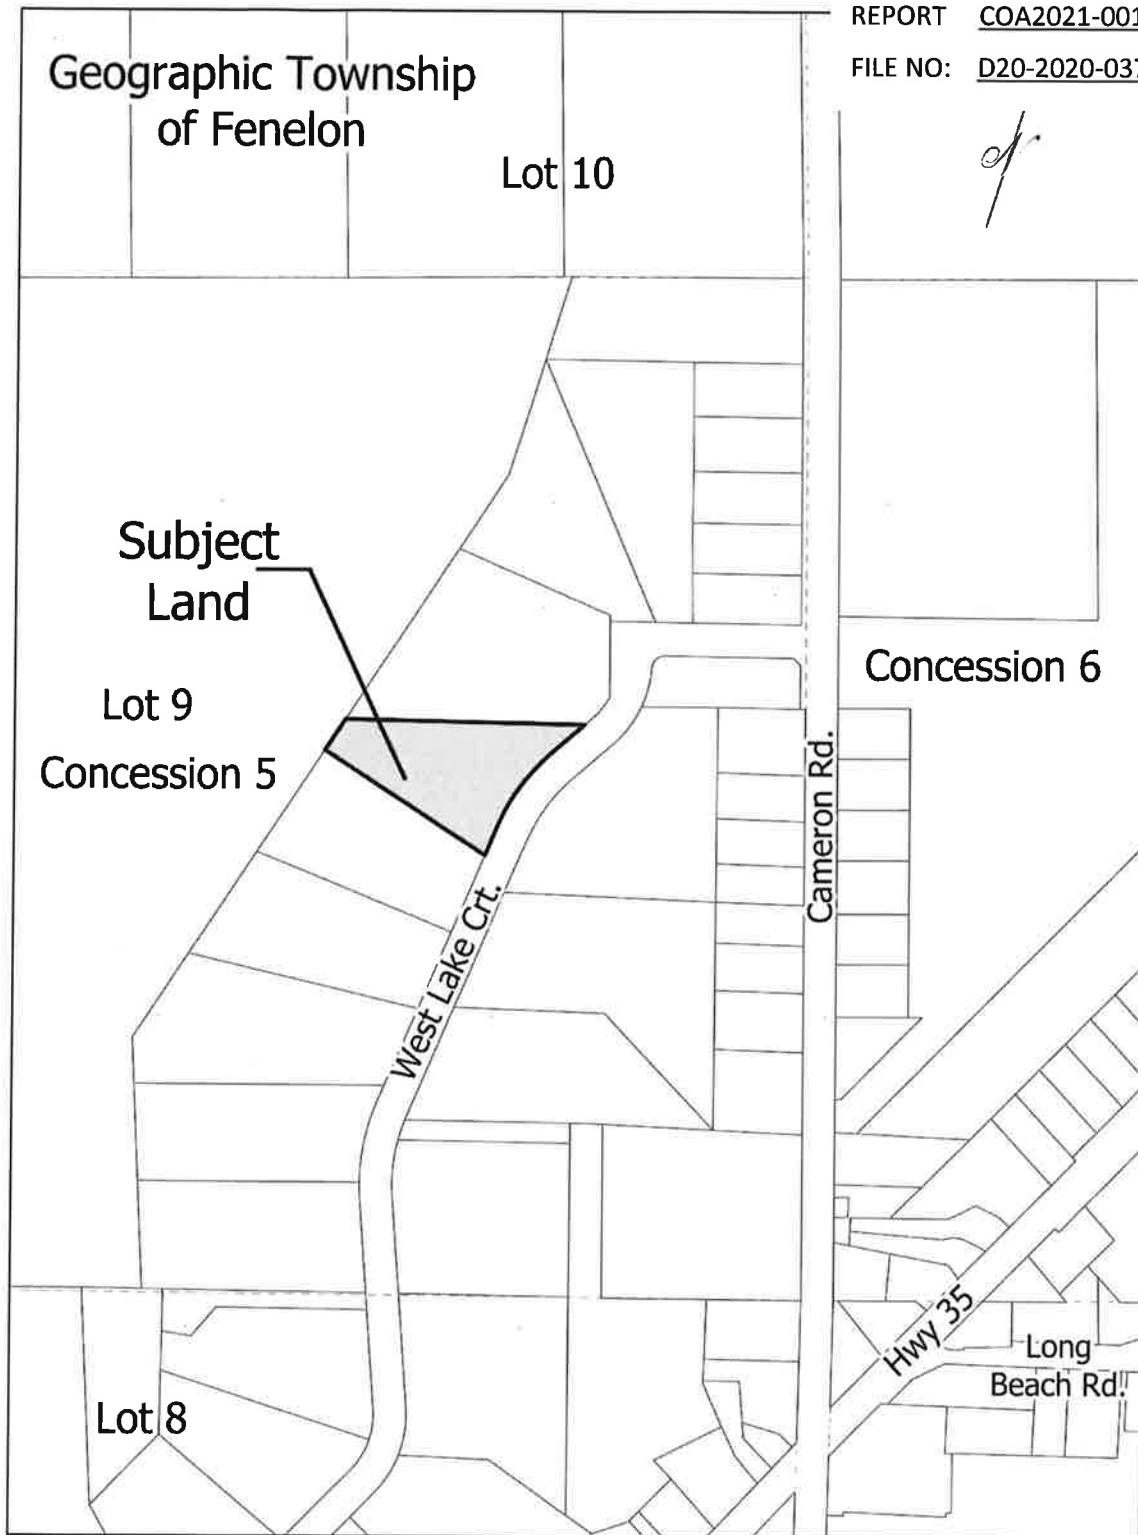 REPORT COA2021-001
FILE NO: D20-2020-037
Geographic Township
of Fenelon
Lot 10
Subject
Land
Concession 6
Lot 9
Concession 5
Cameron Rd.
West Lake Crt.
Hwy 35
Long
Beach Rd.
Lot 8